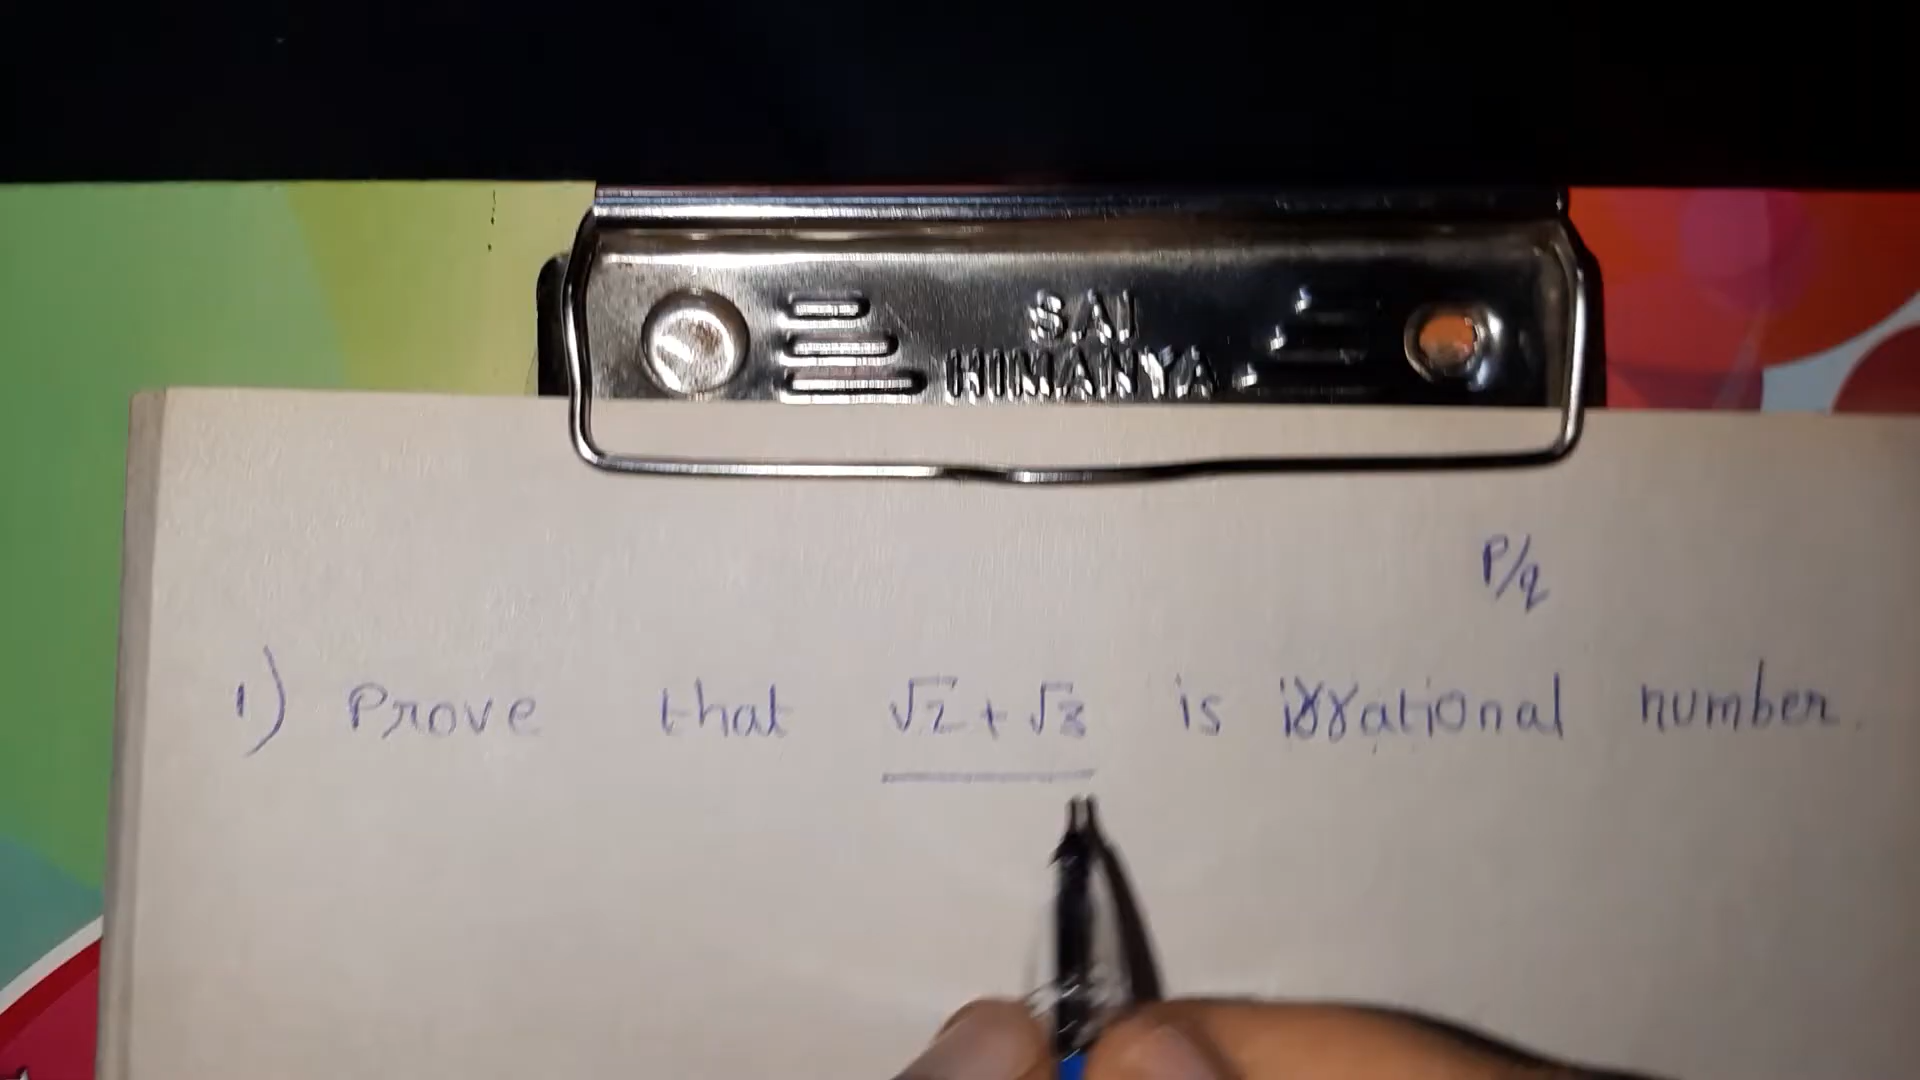 SAI
HIMANYA
P/q
1) Prove that √2 + √3 is irrational number.